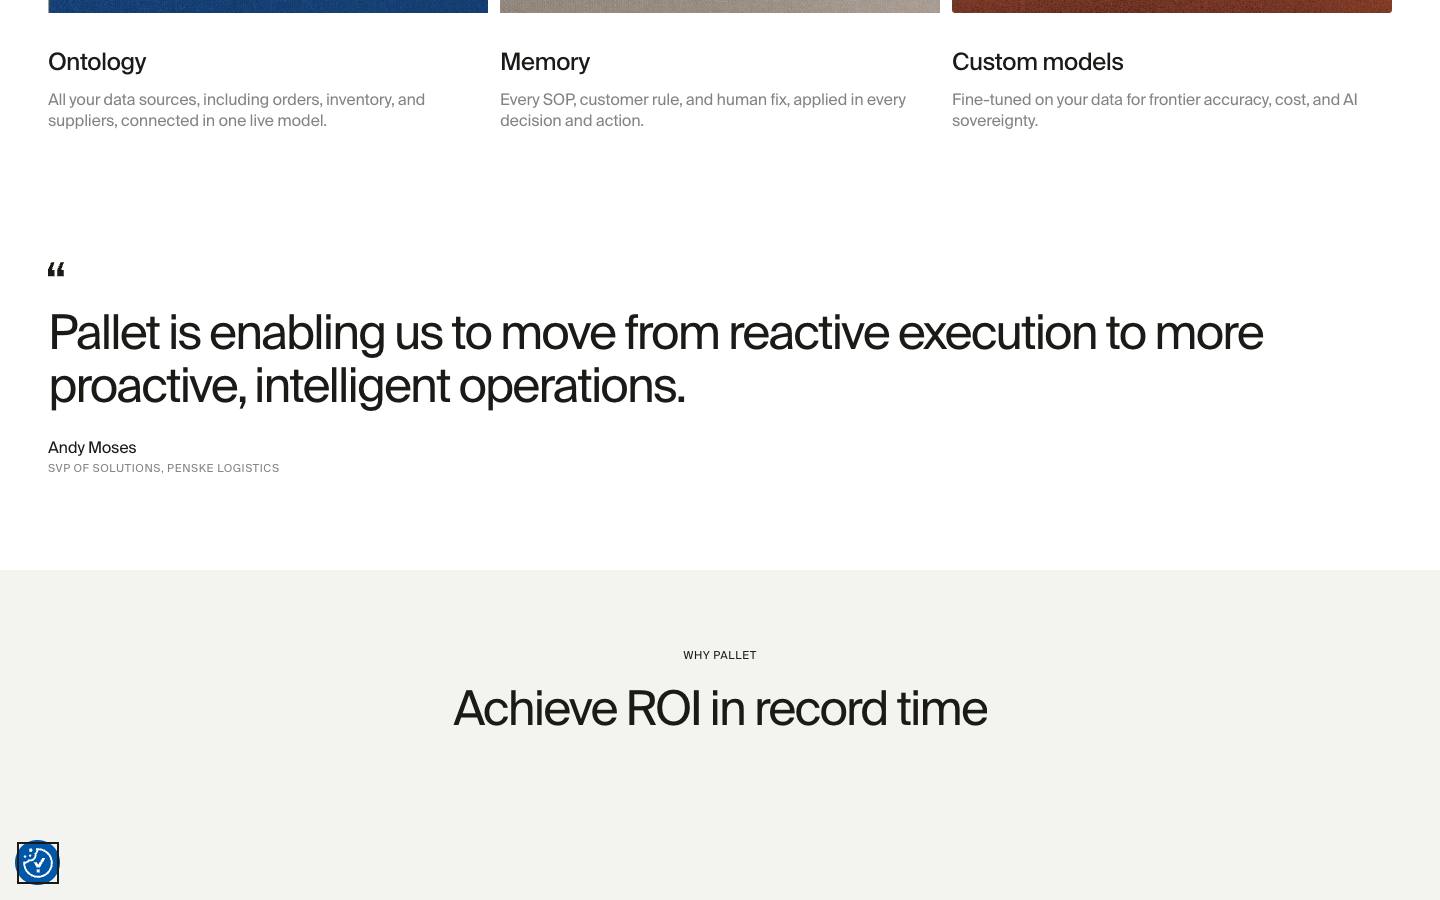 Ontology
All your data sources, including orders, inventory, and
suppliers, connected in one live model.
Memory
Every SOP, customer rule, and human fix, applied in every
decision and action.
Custom models
Fine-tuned on your data for frontier accuracy, cost, and AI
sovereignty.
“
Pallet is enabling us to move from reactive execution to more
proactive, intelligent operations.
Andy Moses
SVP OF SOLUTIONS, PENSKE LOGISTICS
WHY PALLET
Achieve ROI in record time